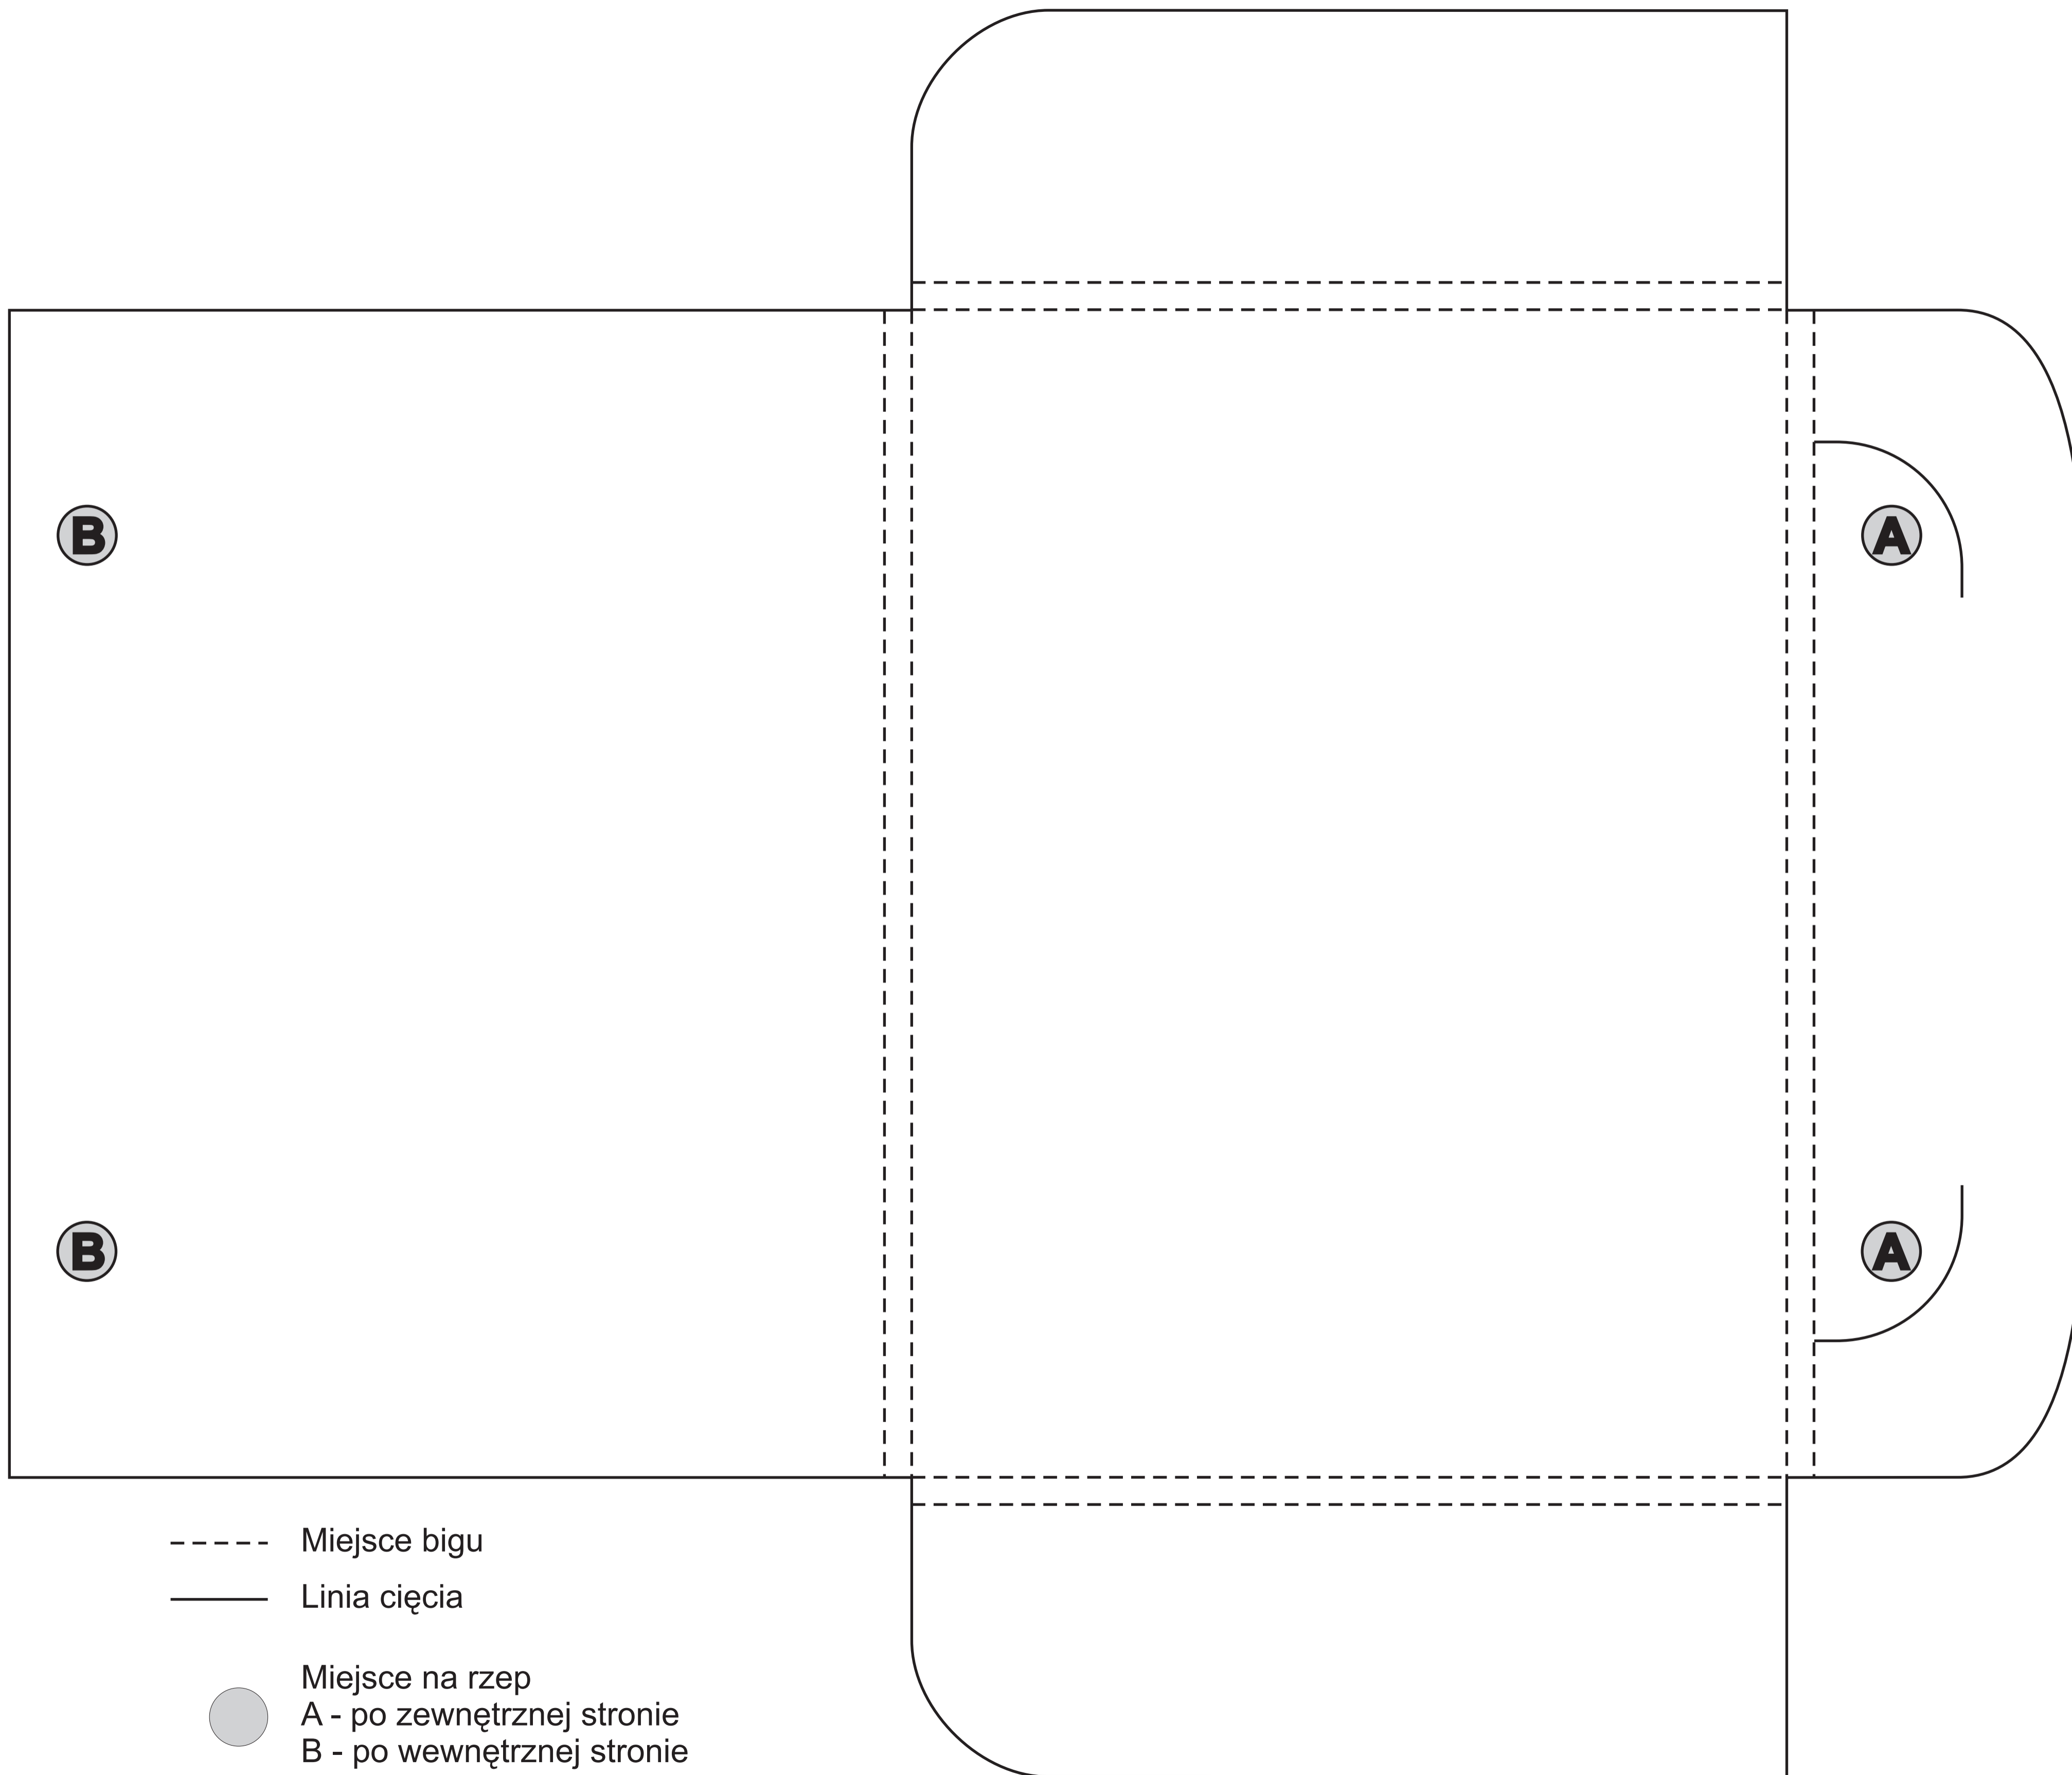 B
A
B
A
Miejsce bigu
Linia cięcia
Miejsce na rzep
A - po zewnętrznej stronie
B - po wewnętrznej stronie